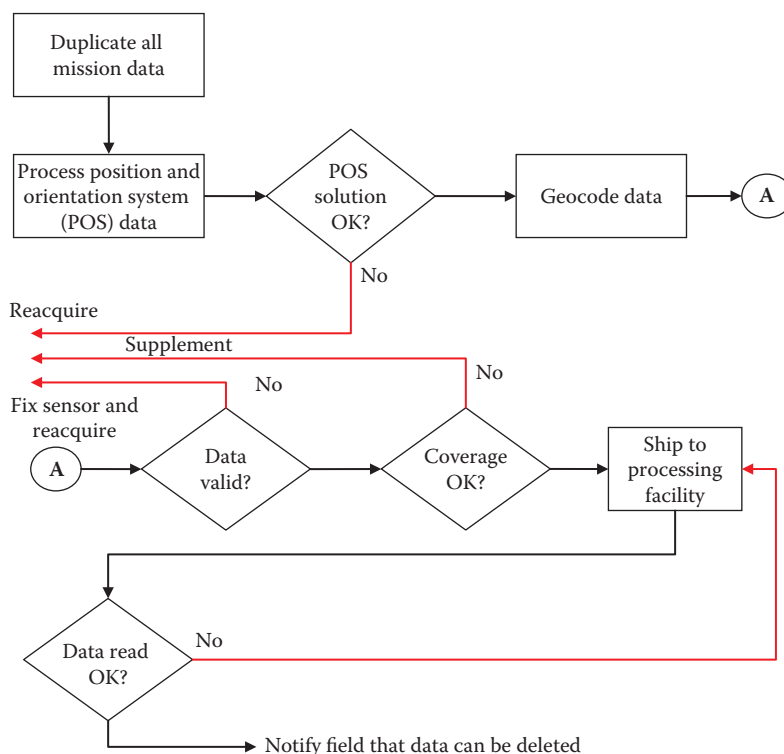 Duplicate all
mission data
Process position and
orientation system
(POS) data
POS
solution
OK?
Geocode data
A
No
Reacquire
Supplement
No
No
Fix sensor and
reacquire
A
Data
valid?
Coverage
OK?
Ship to
processing
facility
Data read
OK?
No
Notify field that data can be deleted